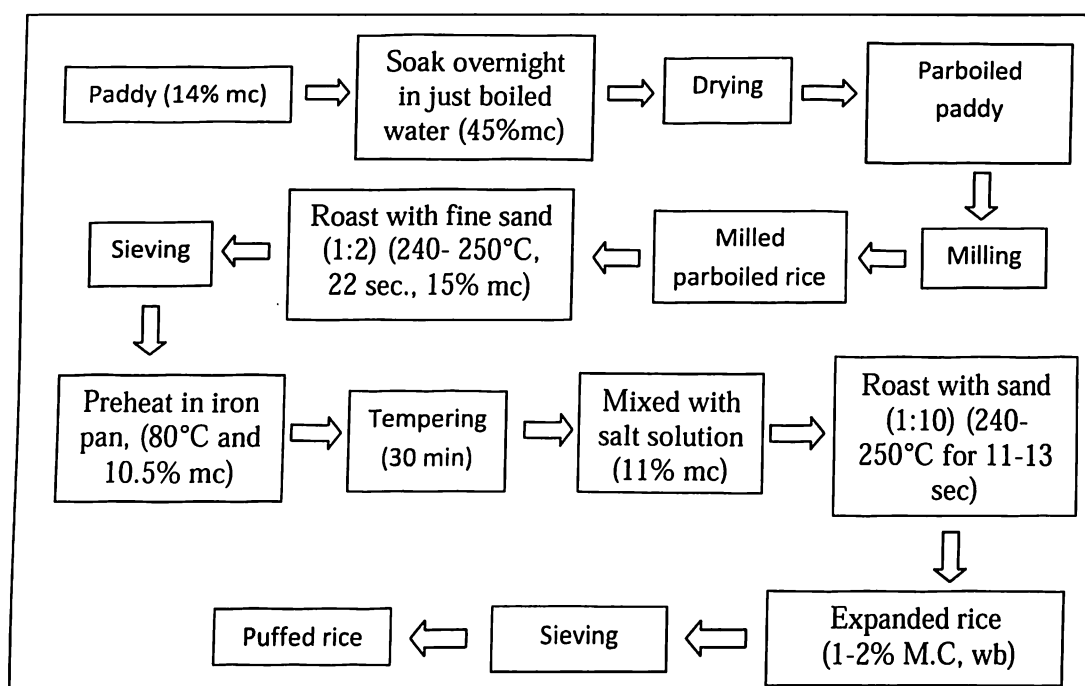 Paddy (14% mc)
Soak overnight
in just boiled
water (45%mc)
Drying
Parboiled
paddy
Milling
Milled
parboiled rice
Roast with fine sand
(1:2) (240- 250°C,
22 sec., 15% mc)
Sieving
Preheat in iron
pan, (80°C and
10.5% mc)
Tempering
(30 min)
Mixed with
salt solution
(11% mc)
Roast with sand
(1:10) (240-
250°C for 11-13
sec)
Expanded rice
(1-2% M.C, wb)
Sieving
Puffed rice